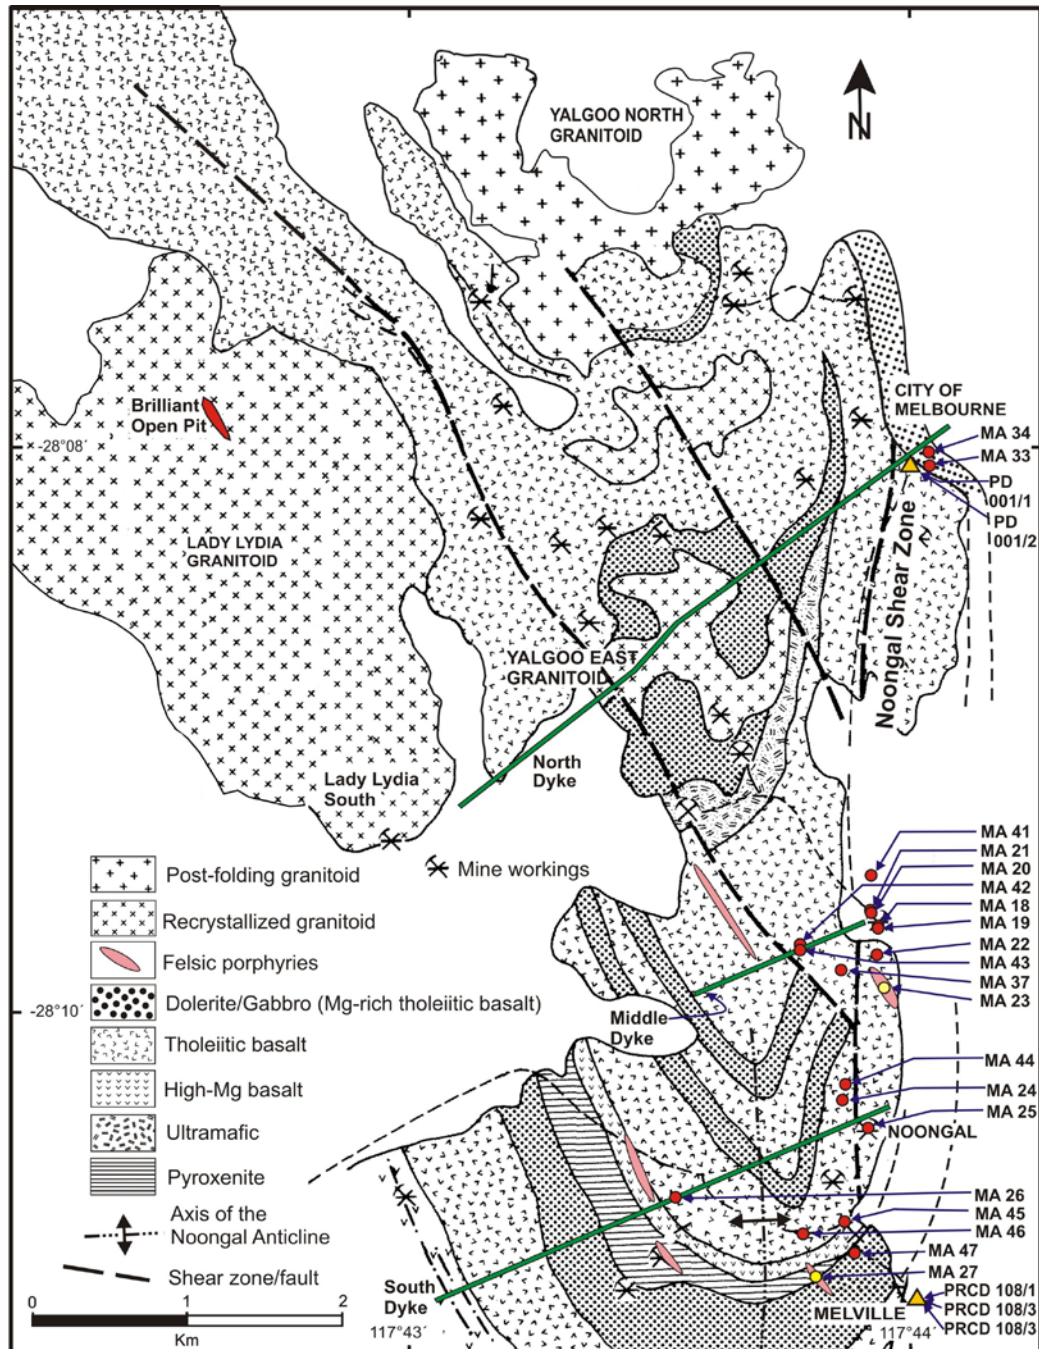 YALGOO NORTH
GRANITOID
N
CITY OF
MELBOURNE
Brilliant
Open Pit
-28°08´
MA 34
MA 33
PD
001/1
PD
001/2
LADY LYDIA
GRANITOID
Noongal Shear Zone
YALGOO EAST
GRANITOID
North
Dyke
Lady Lydia
South
MA 41
MA 21
MA 20
MA 42
MA 18
MA 19
MA 22
MA 43
MA 37
MA 23
Post-folding granitoid
Mine workings
Recrystallized granitoid
Felsic porphyries
Dolerite/Gabbro (Mg-rich tholeiitic basalt)
-28°10´
Middle
Dyke
Tholeiitic basalt
High-Mg basalt
Ultramafic
Pyroxenite
Axis of the
Noongal Anticline
Shear zone/fault
MA 44
MA 24
MA 25
NOONGAL
MA 26
MA 45
MA 46
MA 47
MA 27
South
Dyke
MELVILLE
PRCD 108/1
PRCD 108/3
PRCD 108/3
0
2
Km
117°43´
117°44´